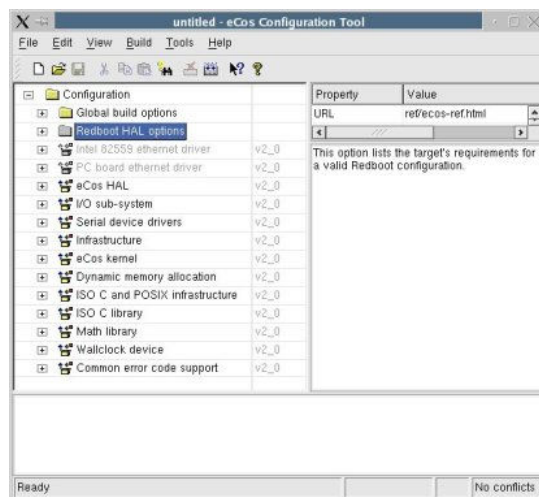 untitled - eCos Configuration Tool
File Edit View Build Tools Help
Configuration
Global build options
Redboot HAL options
Intel 82559 ethernet driver v2_0
PC board ethernet driver v2_0
eCos HAL v2_0
I/O sub-system v2_0
Serial device drivers v2_0
Infrastructure v2_0
eCos kernel v2_0
Dynamic memory allocation v2_0
ISO C and POSIX infrastructure v2_0
ISO C library v2_0
Math library v2_0
Wallclock device v2_0
Common error code support v2_0
Property Value
URL ref/ecos-ref.html
This option lists the target's requirements for
a valid Redboot configuration.
Ready No conflicts